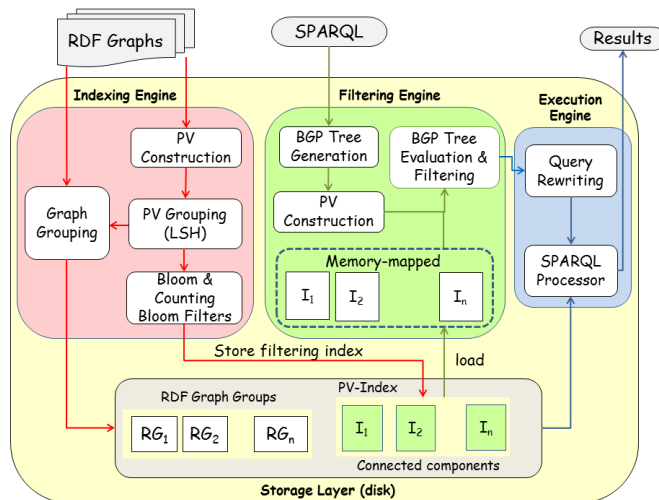 RDF Graphs
SPARQL
Results
Indexing Engine
Filtering Engine
Execution
Engine
PV
Construction
Graph
Grouping
PV Grouping
(LSH)
Bloom &
Counting
Bloom Filters
BGP Tree
Generation
BGP Tree
Evaluation &
Filtering
PV
Construction
Memory-mapped
I1
I2
In
Query
Rewriting
SPARQL
Processor
Store filtering index
load
RDF Graph Groups
RG1
RG2
RGn
PV-Index
I1
I2
In
Connected components
Storage Layer (disk)